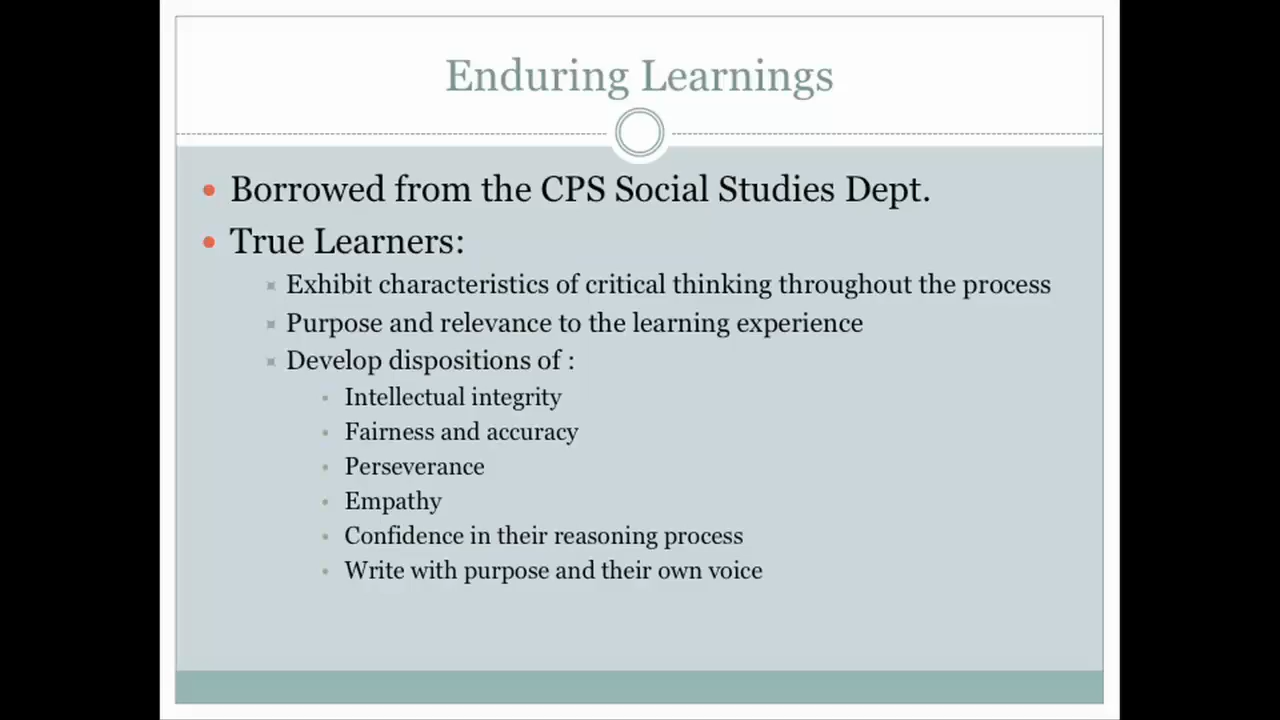 Enduring Learnings
Borrowed from the CPS Social Studies Dept.
True Learners:
Exhibit characteristics of critical thinking throughout the process
Purpose and relevance to the learning experience
Develop dispositions of :
Intellectual integrity
Fairness and accuracy
Perseverance
Empathy
Confidence in their reasoning process
Write with purpose and their own voice